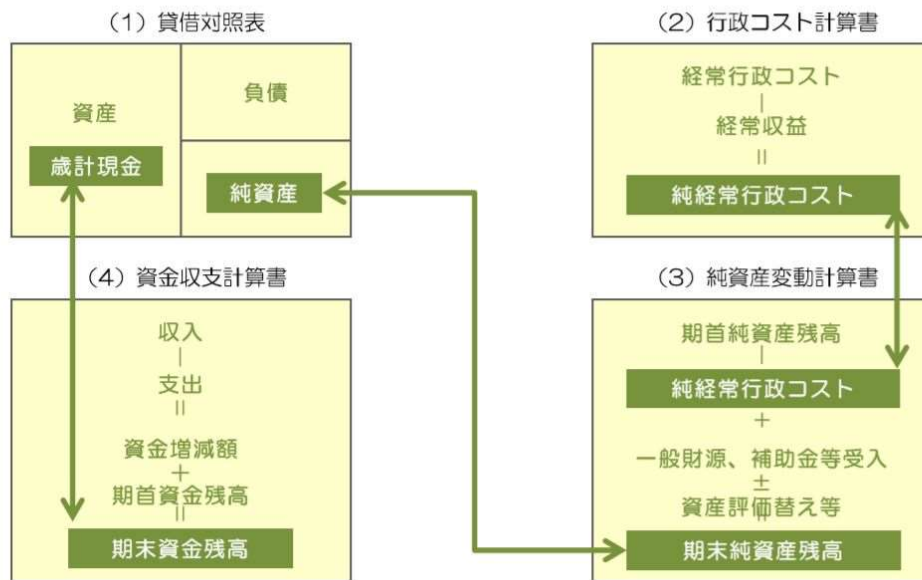 （1）貸借対照表
資産
歳計現金
負債
純資産
（2）行政コスト計算書
経常行政コスト
－
経常収益
＝
純経常行政コスト
（4）資金収支計算書
収入
－
支出
＝
資金増減額
＋
期首資金残高
＝
期末資金残高
（3）純資産変動計算書
期首純資産残高
－
純経常行政コスト
＋
一般財源、補助金等受入
±
資産評価替え等
＝
期末純資産残高